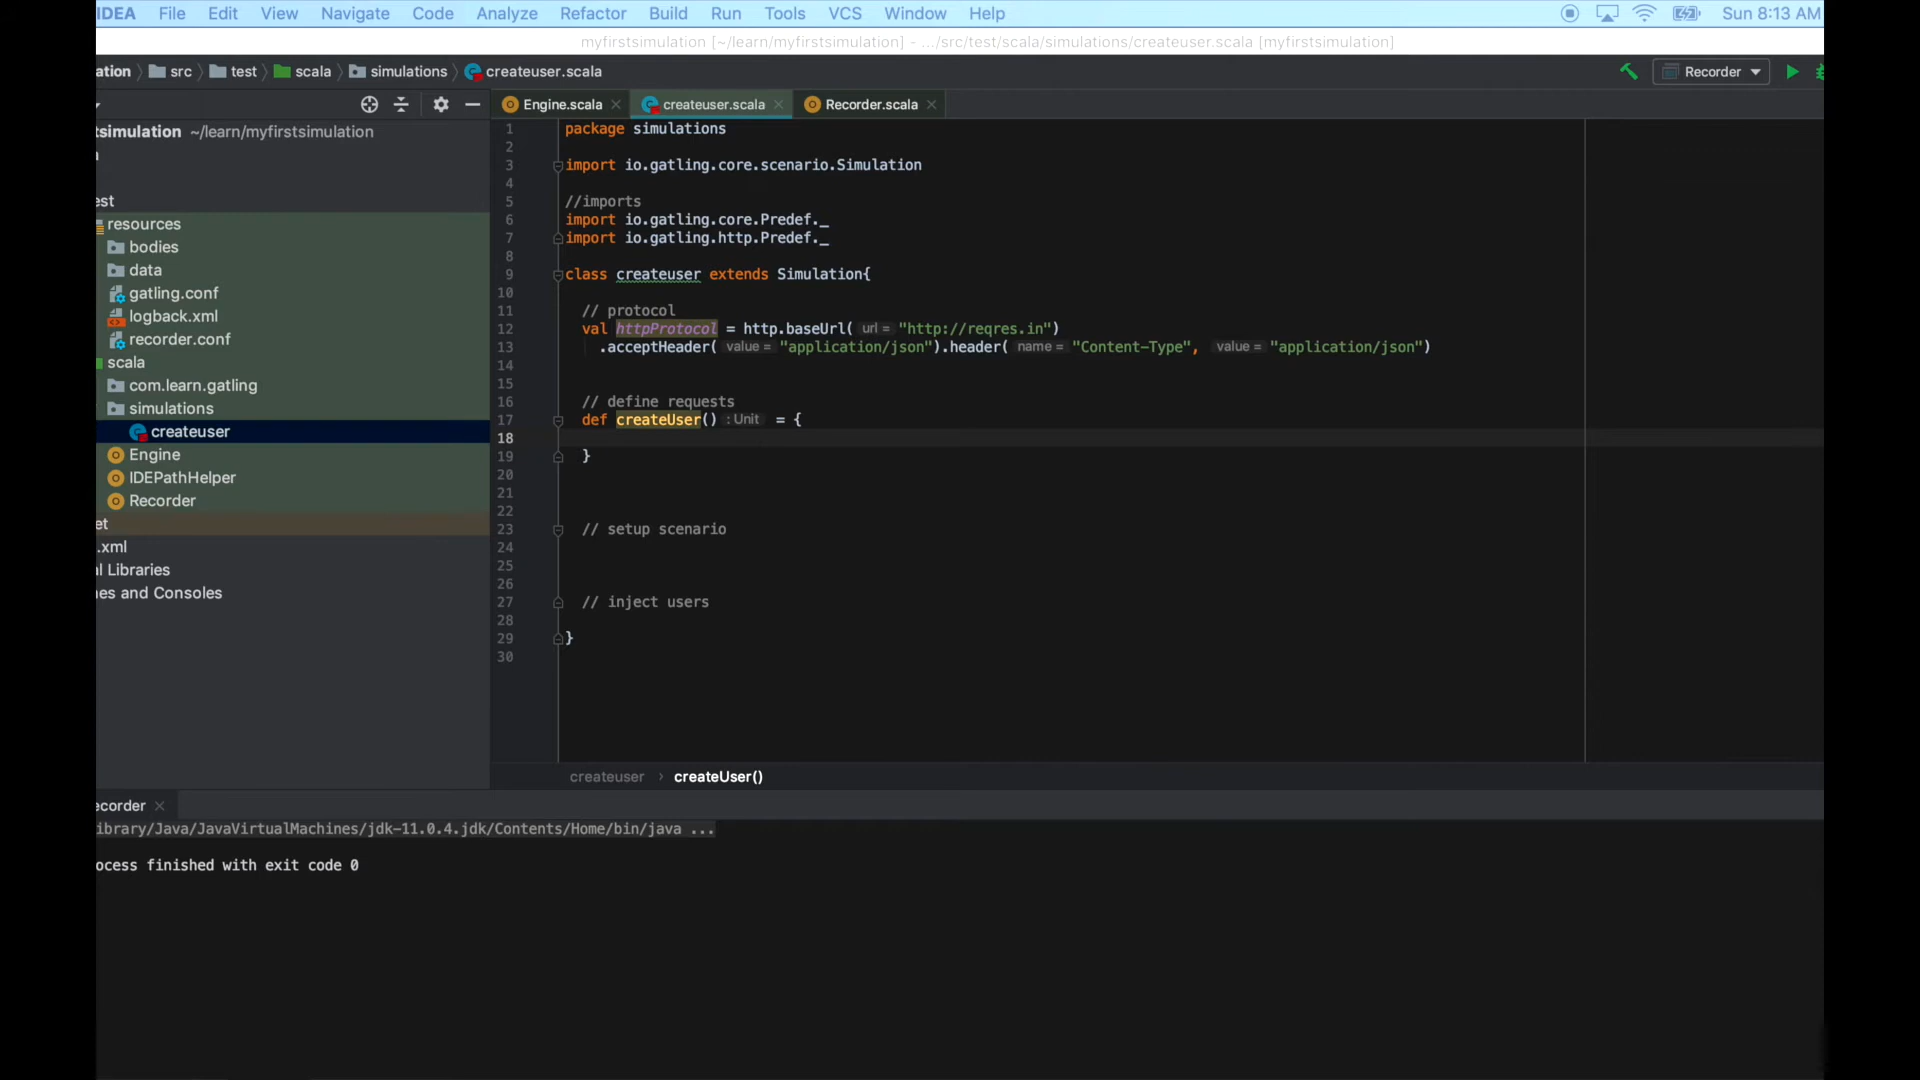 IDEA File Edit View Navigate Code Analyze Refactor Build Run Tools VCS Window Help Sun 8:13 AM
myfirstsimulation [~/learn/myfirstsimulation] - .../src/test/scala/simulations/createuser.scala [myfirstsimulation]
ation src test scala simulations createuser.scala Recorder
Engine.scala createuser.scala Recorder.scala
tsimulation ~/learn/myfirstsimulation
n
est
resources
bodies
data
gatling.conf
logback.xml
recorder.conf
scala
com.learn.gatling
simulations
createuser
Engine
IDEPathHelper
Recorder
et
.xml
al Libraries
hes and Consoles
1 package simulations
2
3 import io.gatling.core.scenario.Simulation
4
5 //imports
6 import io.gatling.core.Predef._
7 import io.gatling.http.Predef._
8
9 class createuser extends Simulation{
10
11 // protocol
12 val httpProtocol = http.baseUrl( url = "http://reqres.in")
13 .acceptHeader( value = "application/json").header( name = "Content-Type", value = "application/json")
14
15
16 // define requests
17 def createUser() : Unit = {
18
19 }
20
21
22
23 // setup scenario
24
25
26
27 // inject users
28
29 }
30
createuser › createUser()
ecorder
ibrary/Java/JavaVirtualMachines/jdk-11.0.4.jdk/Contents/Home/bin/java ...
ocess finished with exit code 0